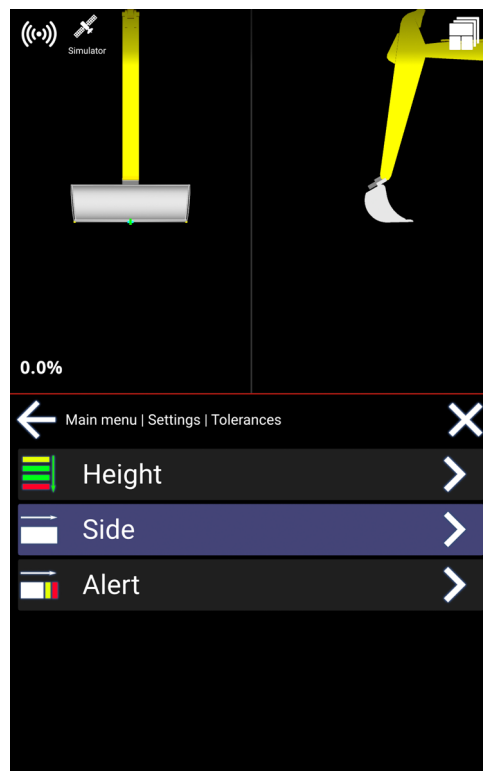 Simulator
0.0%
Main menu | Settings | Tolerances
Height
Side
Alert